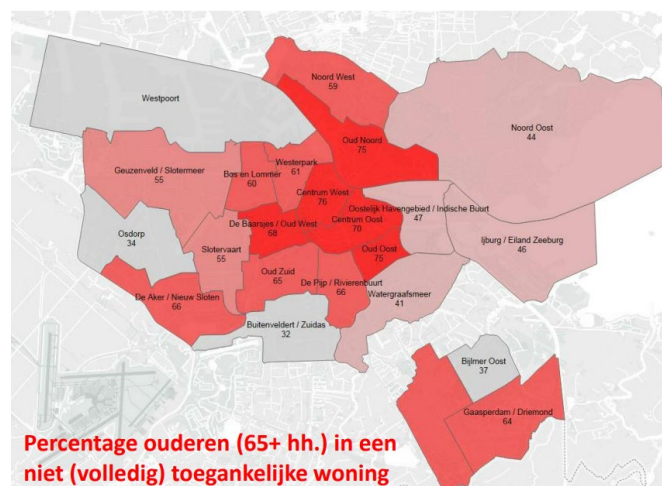 Noord West
59
Westpoort
Oud Noord
75
Noord Oost
44
Geuzenveld / Slotermeer
55
Bos en Lommer
60
Westerpark
61
Centrum West
76
Oostelijk Havengebied / Indische Buurt
47
De Baarsjes / Oud West
68
Centrum Oost
70
Osdorp
34
Slotervaart
55
Oud Oost
75
Ijburg / Eiland Zeeburg
46
Oud Zuid
65
De Pijp / Rivierenbuurt
66
Watergraafsmeer
41
De Aker / Nieuw Sloten
66
Buitenveldert / Zuidas
32
Bijlmer Oost
37
Gaasperdam / Driemond
64
Percentage ouderen (65+ hh.) in een
niet (volledig) toegankelijke woning